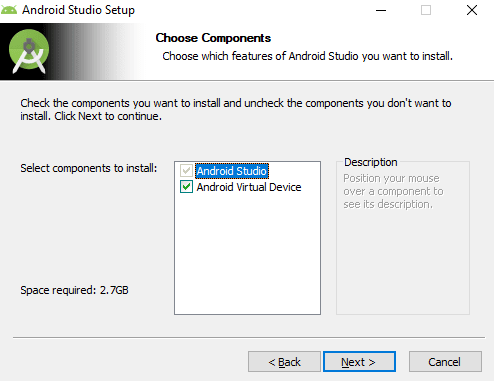 Android Studio Setup
Choose Components
Choose which features of Android Studio you want to install.
Check the components you want to install and uncheck the components you don't want to
install. Click Next to continue.
Select components to install:
Android Studio
Android Virtual Device
Description
Position your mouse
over a component to
see its description.
Space required: 2.7GB
< Back
Next >
Cancel